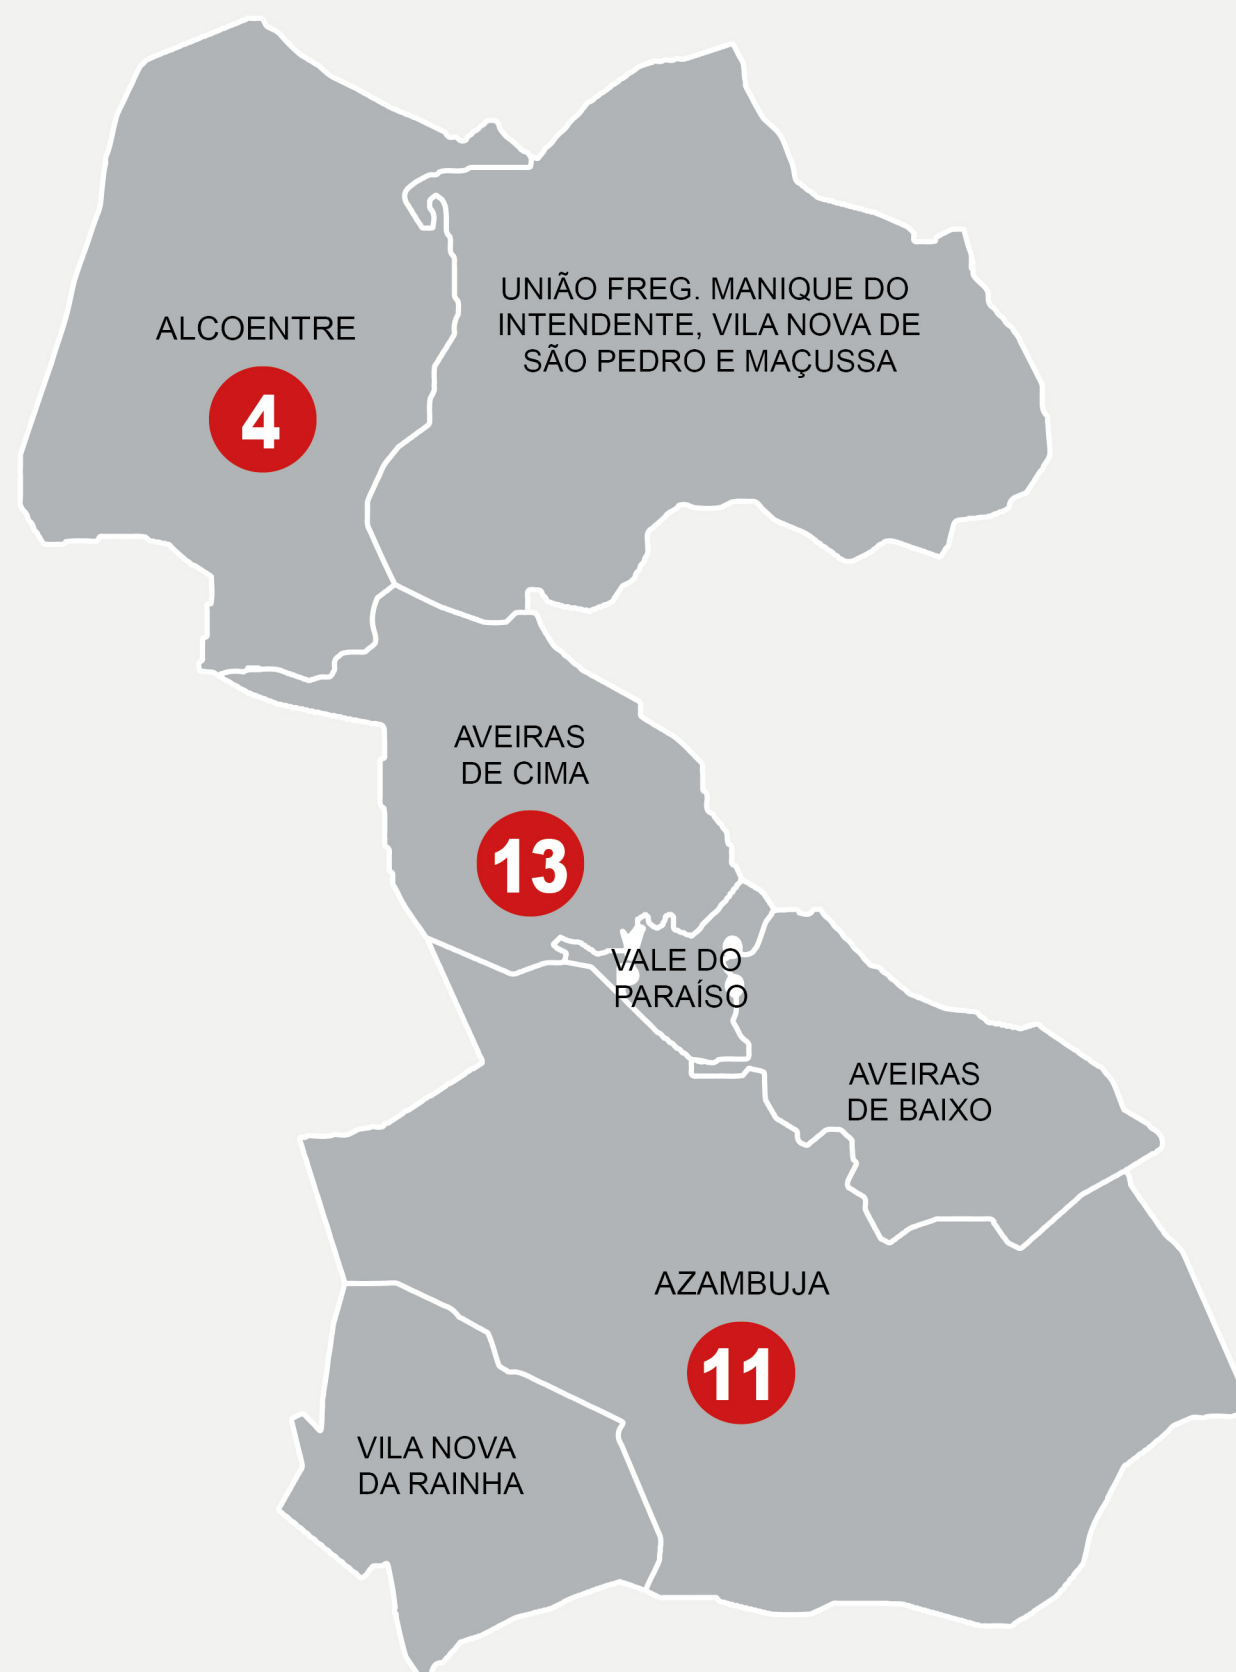 UNIÃO FREG. MANIQUE DO
INTENDENTE, VILA NOVA DE
SÃO PEDRO E MAÇUSSA
ALCOENTRE
4
AVEIRAS
DE CIMA
13
VALE DO
PARAÍSO
AVEIRAS
DE BAIXO
AZAMBUJA
11
VILA NOVA
DA RAINHA